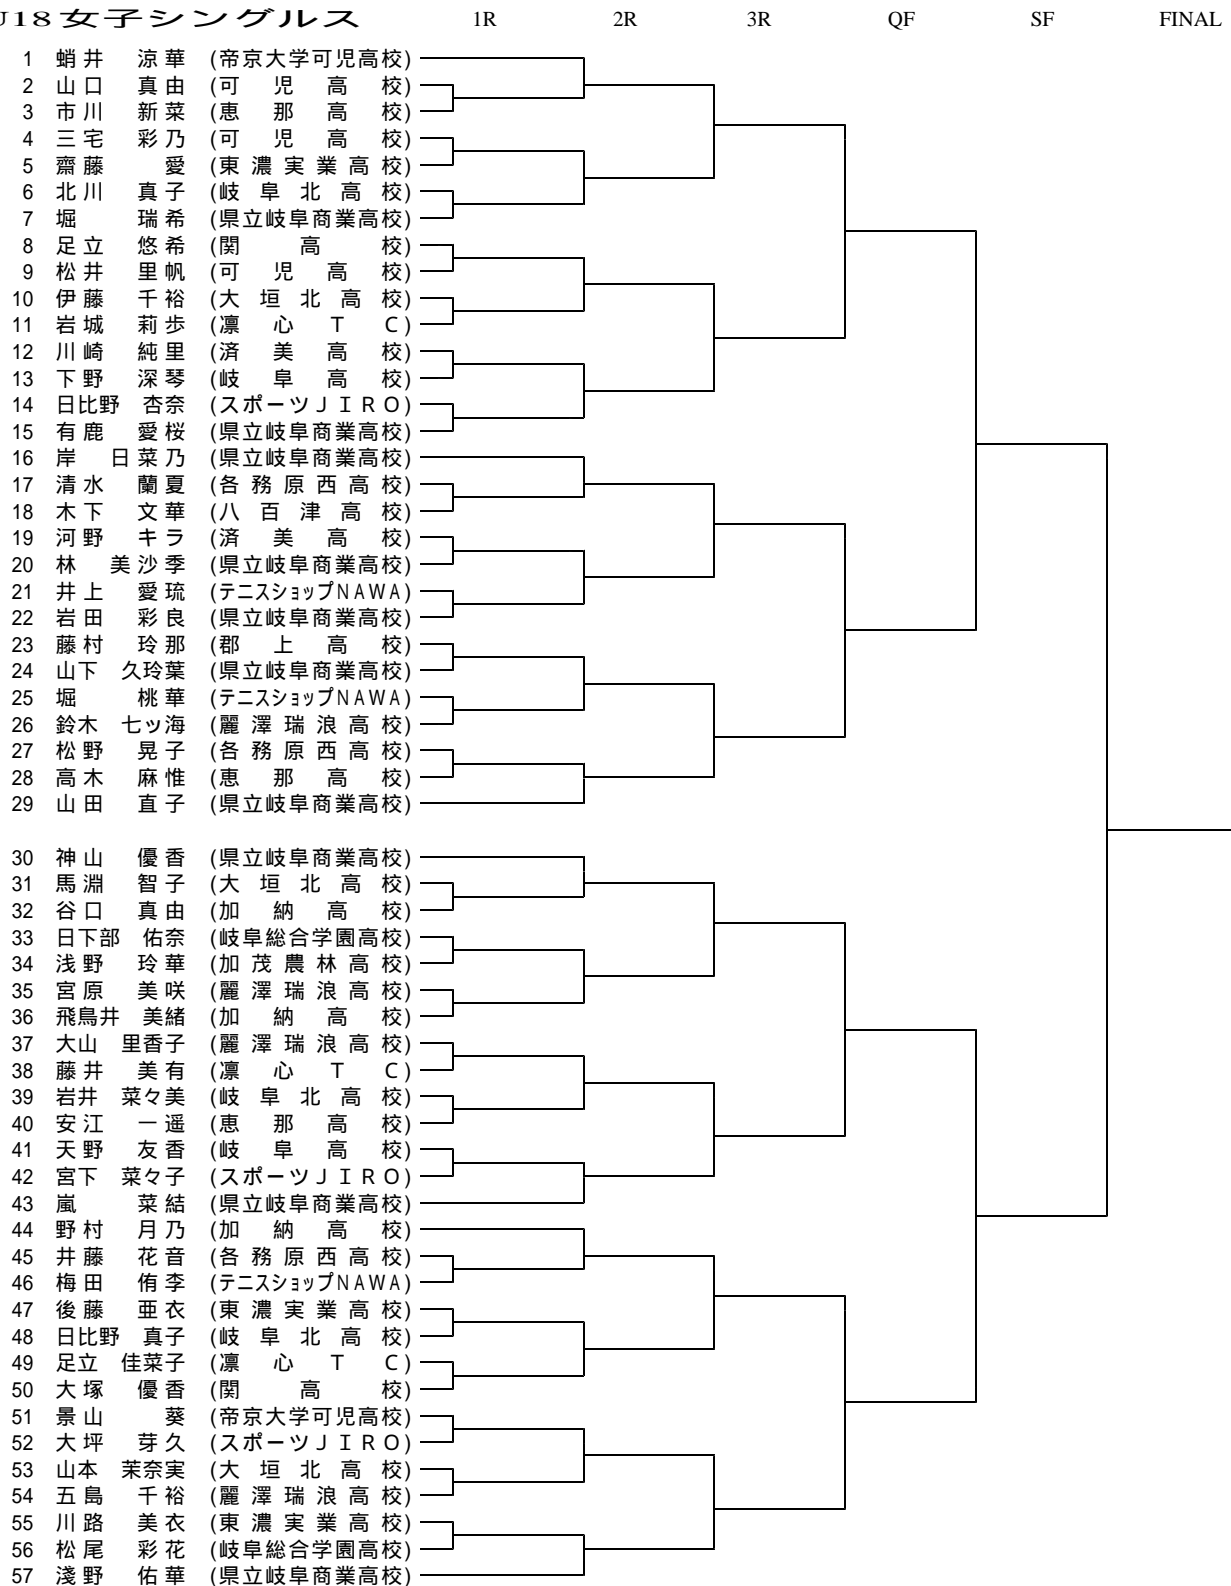 U18女子シングルス 1R 2R 3R QF SF FINAL
1 蛸井 涼華 (帝京大学可児高校)
2 山口 真由 (可児高校)
3 市川 新菜 (恵那高校)
4 三宅 彩乃 (可児高校)
5 齋藤 愛 (東濃実業高校)
6 北川 真子 (岐阜北高校)
7 堀 瑞希 (県立岐阜商業高校)
8 足立 悠希 (関高校)
9 松井 里帆 (可児高校)
10 伊藤 千裕 (大垣北高校)
11 岩城 莉歩 (凛心TC)
12 川崎 純里 (済美高校)
13 下野 深琴 (岐阜高校)
14 日比野 杏奈 (スポーツJIRO)
15 有鹿 愛桜 (県立岐阜商業高校)
16 岸 日菜乃 (県立岐阜商業高校)
17 清水 蘭夏 (各務原西高校)
18 木下 文華 (八百津高校)
19 河野 キラ (済美高校)
20 林 美沙季 (県立岐阜商業高校)
21 井上 愛琉 (テニスショップNAWA)
22 岩田 彩良 (県立岐阜商業高校)
23 藤村 玲那 (郡上高校)
24 山下 久玲葉 (県立岐阜商業高校)
25 堀 桃華 (テニスショップNAWA)
26 鈴木 七ッ海 (麗澤瑞浪高校)
27 松野 晃子 (各務原西高校)
28 高木 麻惟 (恵那高校)
29 山田 直子 (県立岐阜商業高校)
30 神山 優香 (県立岐阜商業高校)
31 馬淵 智子 (大垣北高校)
32 谷口 真由 (加納高校)
33 日下部 佑奈 (岐阜総合学園高校)
34 浅野 玲華 (加茂農林高校)
35 宮原 美咲 (麗澤瑞浪高校)
36 飛鳥井 美緒 (加納高校)
37 大山 里香子 (麗澤瑞浪高校)
38 藤井 美有 (凛心TC)
39 岩井 菜々美 (岐阜北高校)
40 安江 一遥 (恵那高校)
41 天野 友香 (岐阜高校)
42 宮下 菜々子 (スポーツJIRO)
43 嵐 菜結 (県立岐阜商業高校)
44 野村 月乃 (加納高校)
45 井藤 花音 (各務原西高校)
46 梅田 侑李 (テニスショップNAWA)
47 後藤 亜衣 (東濃実業高校)
48 日比野 真子 (岐阜北高校)
49 足立 佳菜子 (凛心TC)
50 大塚 優香 (関高校)
51 景山 葵 (帝京大学可児高校)
52 大坪 芽久 (スポーツJIRO)
53 山本 茉奈実 (大垣北高校)
54 五島 千裕 (麗澤瑞浪高校)
55 川路 美衣 (東濃実業高校)
56 松尾 彩花 (岐阜総合学園高校)
57 淺野 佑華 (県立岐阜商業高校)